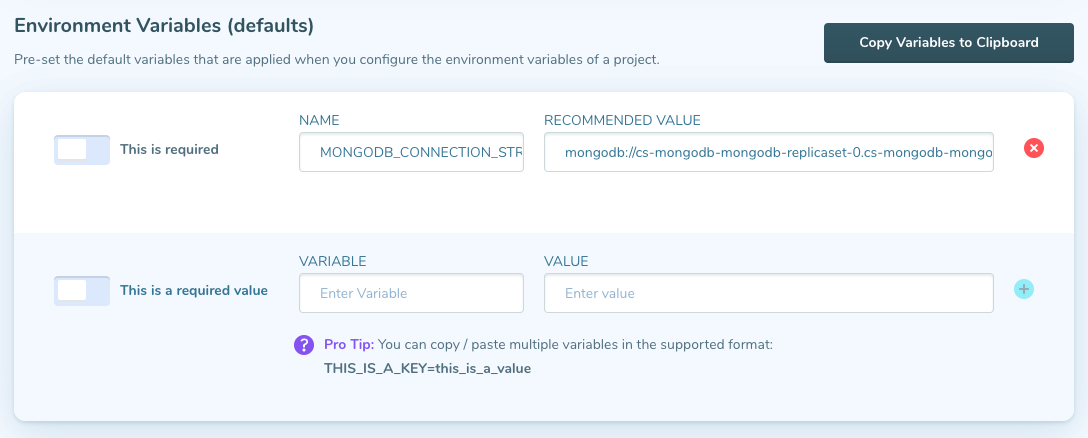 Environment Variables (defaults)
Copy Variables to Clipboard
Pre-set the default variables that are applied when you configure the environment variables of a project.
NAME
RECOMMENDED VALUE
This is required
MONGODB_CONNECTION_STR
mongodb://cs-mongodb-mongodb-replicaset-0.cs-mongodb-mongo
VARIABLE
VALUE
This is a required value
Enter Variable
Enter value
Pro Tip: You can copy / paste multiple variables in the supported format:
THIS_IS_A_KEY=this_is_a_value